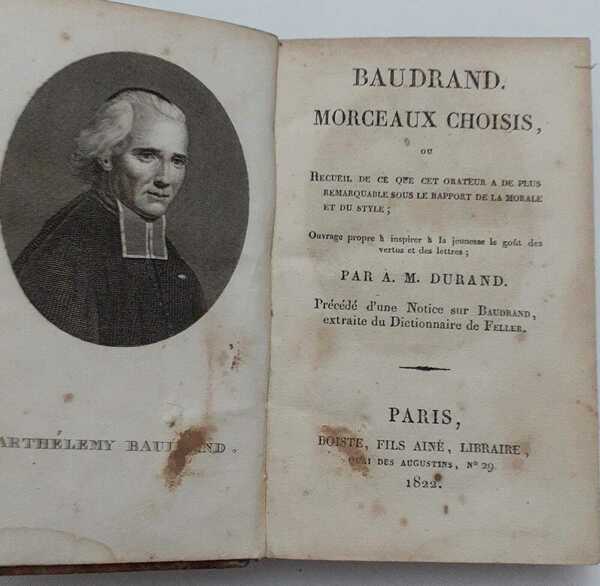 ARTHÉLEMY BAUDRAND.
BAUDRAND.
MORCEAUX CHOISIS,
OU
RECUEIL DE CE QUE CET ORATEUR A DE PLUS
REMARQUABLE SOUS LE RAPPORT DE LA MORALE
ET DU STYLE;
Ouvrage propre à inspirer à la jeunesse le goût des
vertus et des lettres;
PAR A. M. DURAND.
Précédé d'une Notice sur BAUDRAND,
extraite du Dictionnaire de FELLER.
PARIS,
BOISTE, FILS AINÉ, LIBRAIRE,
QUAI DES AUGUSTINS, Nº 29.
1822.